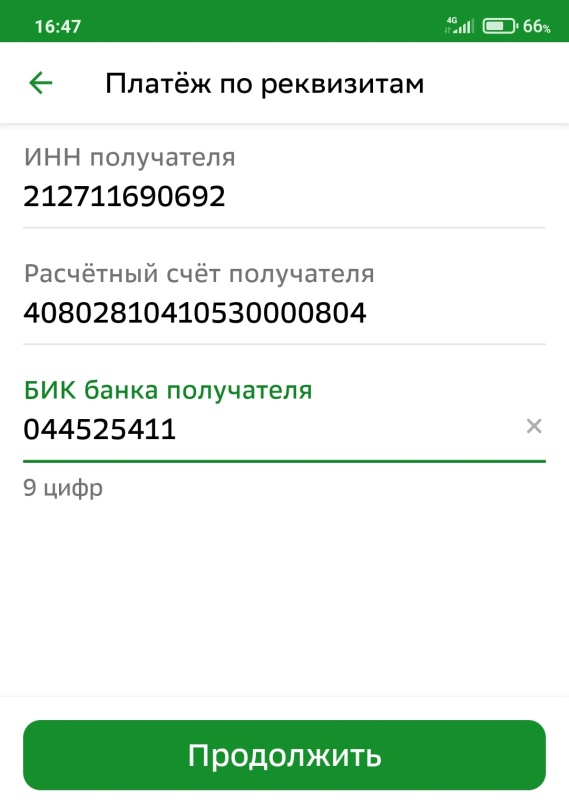 16:47
4G 66%
Платёж по реквизитам
ИНН получателя
212711690692
Расчётный счёт получателя
40802810410530000804
БИК банка получателя
044525411
9 цифр
Продолжить